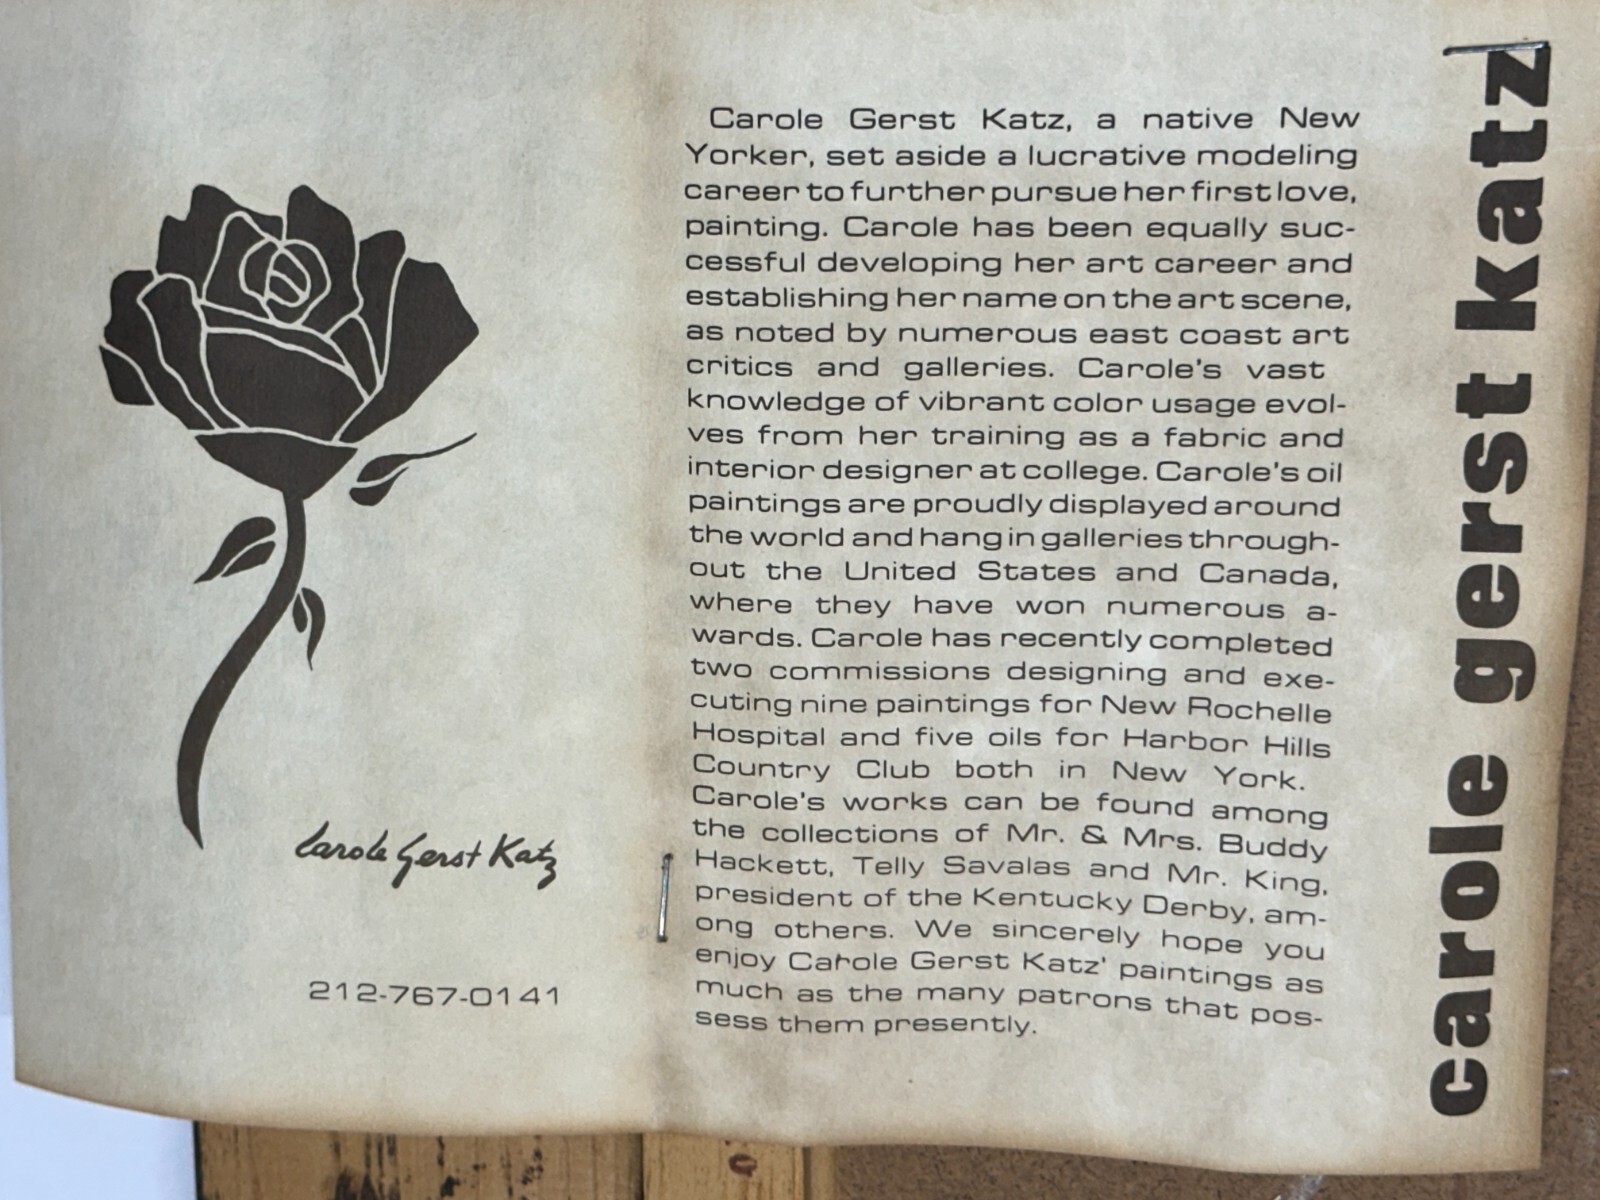 Carole Gerst Katz
212-767-0141
Carole Gerst Katz, a native New
Yorker, set aside a lucrative modeling
career to further pursue her first love,
painting. Carole has been equally suc-
cessful developing her art career and
establishing her name on the art scene,
as noted by numerous east coast art
critics and galleries. Carole's vast
knowledge of vibrant color usage evol-
ves from her training as a fabric and
interior designer at college. Carole's oil
paintings are proudly displayed around
the world and hang in galleries through-
out the United States and Canada,
where they have won numerous a-
wards. Carole has recently completed
two commissions designing and exe-
cuting nine paintings for New Rochelle
Hospital and five oils for Harbor Hills
Country Club both in New York.
Carole's works can be found among
the collections of Mr. & Mrs. Buddy
Hackett, Telly Savalas and Mr. King,
president of the Kentucky Derby, am-
ong others. We sincerely hope you
enjoy Carole Gerst Katz' paintings as
much as the many patrons that pos-
sess them presently.
carole gerst katz